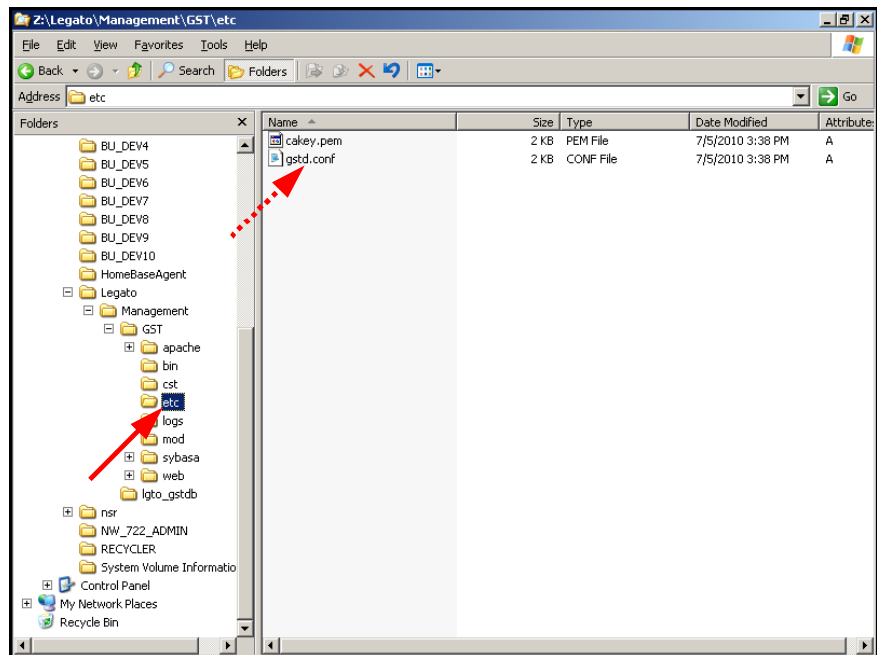 Z:\Legato\Management\GST\etc
File Edit View Favorites Tools Help
Back Search Folders
Address etc Go
Folders
BU_DEV4
BU_DEV5
BU_DEV6
BU_DEV7
BU_DEV8
BU_DEV9
BU_DEV10
HomeBaseAgent
Legato
Management
GST
apache
bin
cst
etc
logs
mod
sybasa
web
lgto_gstdb
nsr
NW_722_ADMIN
RECYCLER
System Volume Informatio
Control Panel
My Network Places
Recycle Bin
Name Size Type Date Modified Attribute
cakey.pem 2 KB PEM File 7/5/2010 3:38 PM A
gstd.conf 2 KB CONF File 7/5/2010 3:38 PM A